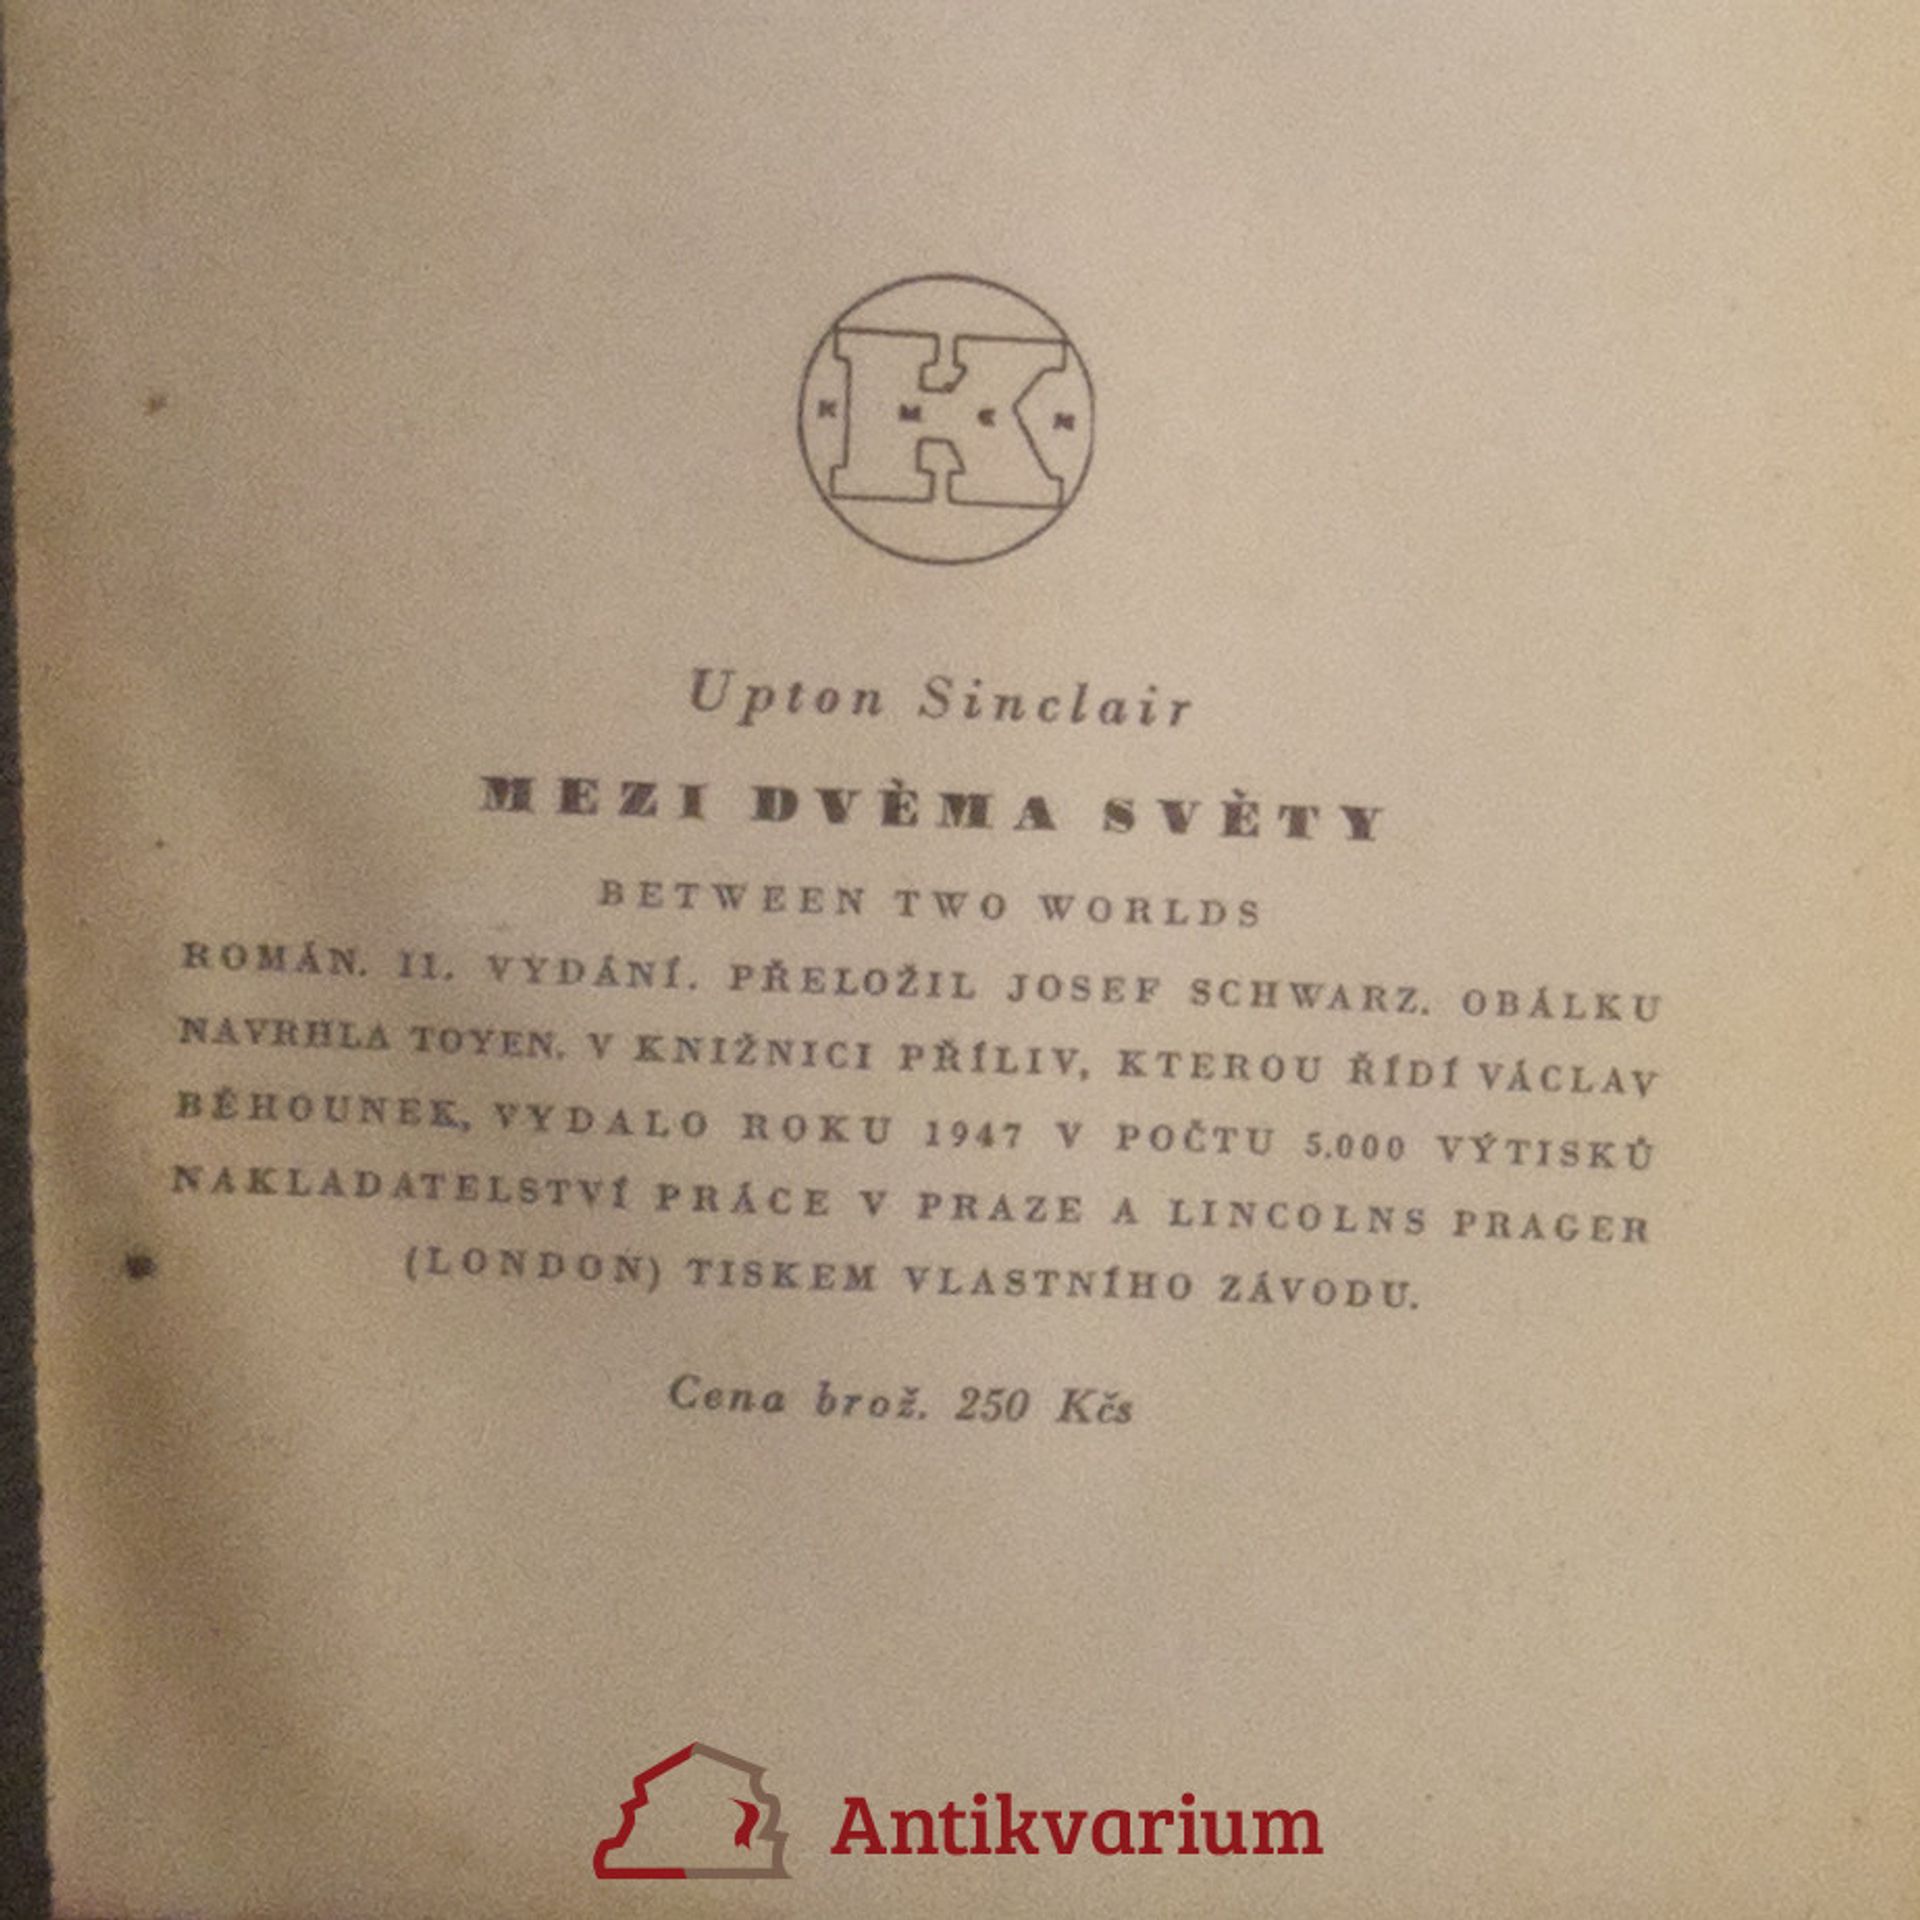 K M C N
Upton Sinclair
MEZI DVĚMA SVĚTY
BETWEEN TWO WORLDS
ROMÁN. II. VYDÁNÍ. PŘELOŽIL JOSEF SCHWARZ. OBÁLKU
NAVRHLA TOYEN. V KNIŽNICI PŘÍLIV, KTEROU ŘÍDÍ VÁCLAV
BĚHOUNEK, VYDALO ROKU 1947 V POČTU 5.000 VÝTISKŮ
NAKLADATELSTVÍ PRÁCE V PRAZE A LINCOLNS PRAGER
(LONDON) TISKEM VLASTNÍHO ZÁVODU.
Cena brož. 250 Kčs
Antikvarium